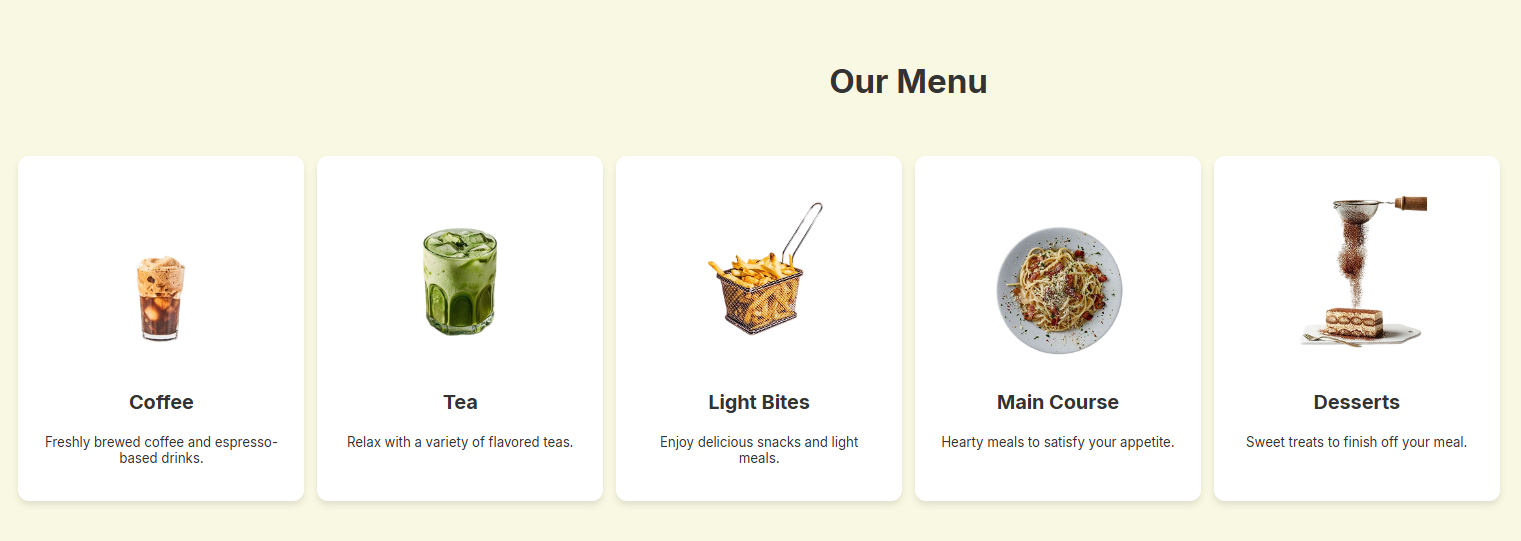 Our Menu
Coffee
Freshly brewed coffee and espresso-
based drinks.
Tea
Relax with a variety of flavored teas.
Light Bites
Enjoy delicious snacks and light
meals.
Main Course
Hearty meals to satisfy your appetite.
Desserts
Sweet treats to finish off your meal.